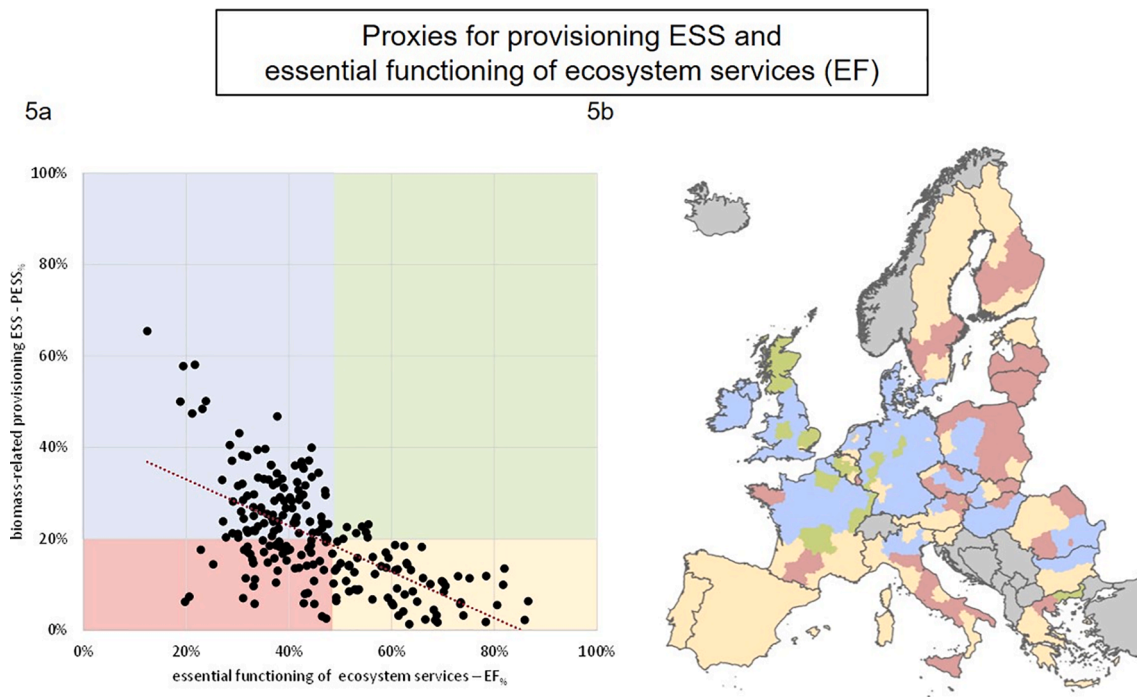 Proxies for provisioning ESS and
essential functioning of ecosystem services (EF)
5a
5b
100%
80%
60%
40%
20%
0%
biomass-related provisioning ESS - PESS%
0% 20% 40% 60% 80% 100%
essential functioning of ecosystem services – EF%